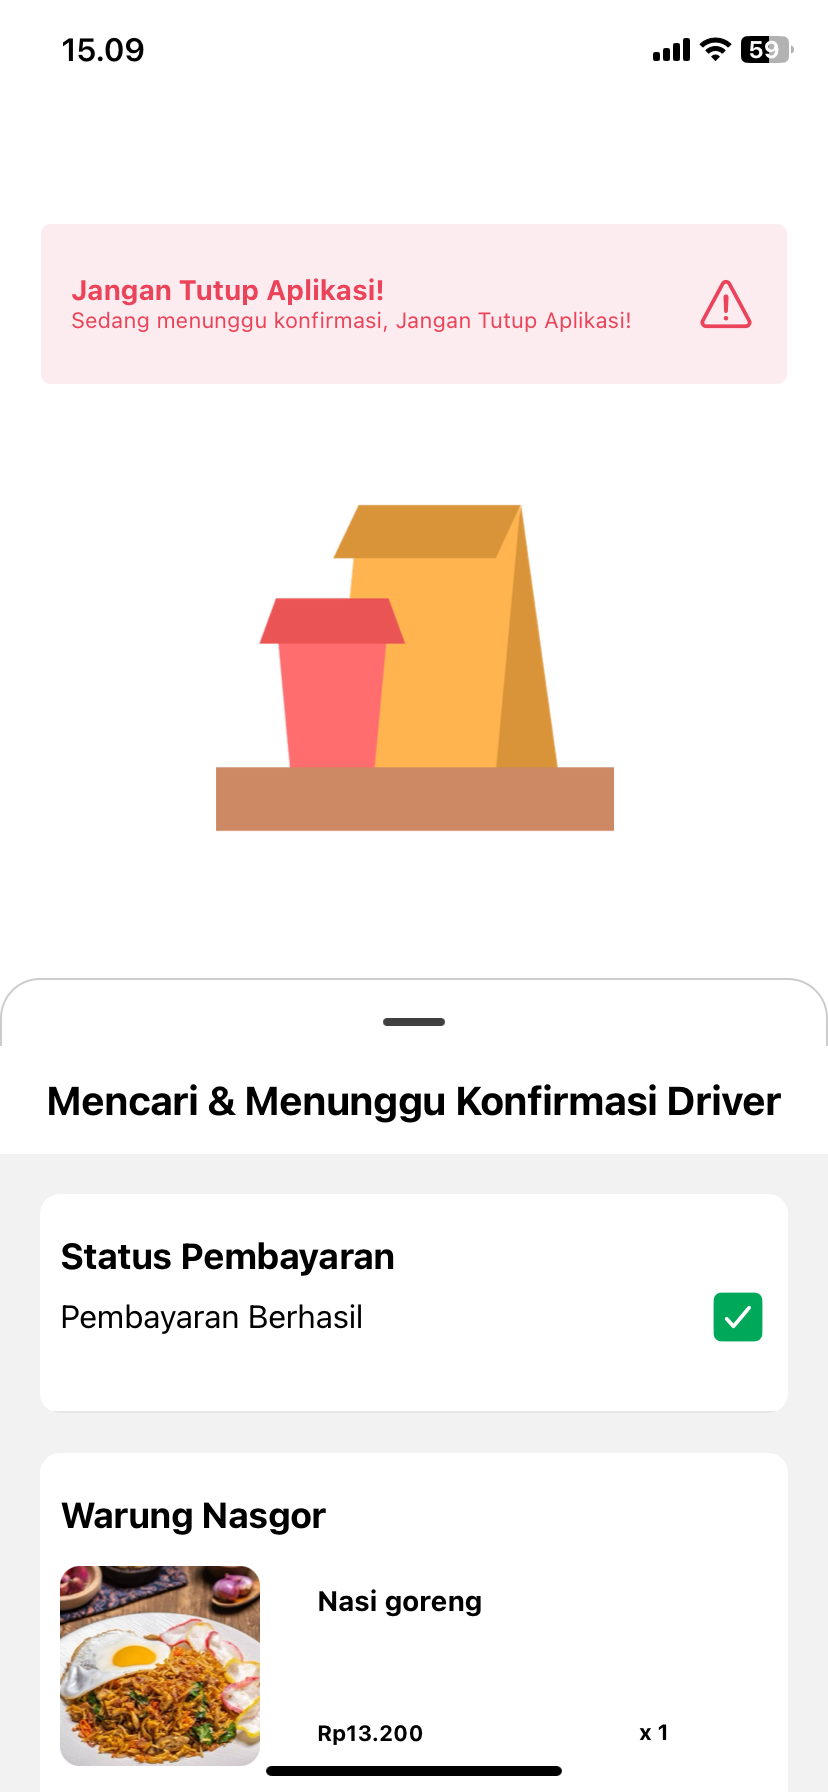 15.09
59
Jangan Tutup Aplikasi!
Sedang menunggu konfirmasi, Jangan Tutup Aplikasi!
Mencari & Menunggu Konfirmasi Driver
Status Pembayaran
Pembayaran Berhasil
Warung Nasgor
Nasi goreng
Rp13.200 x 1